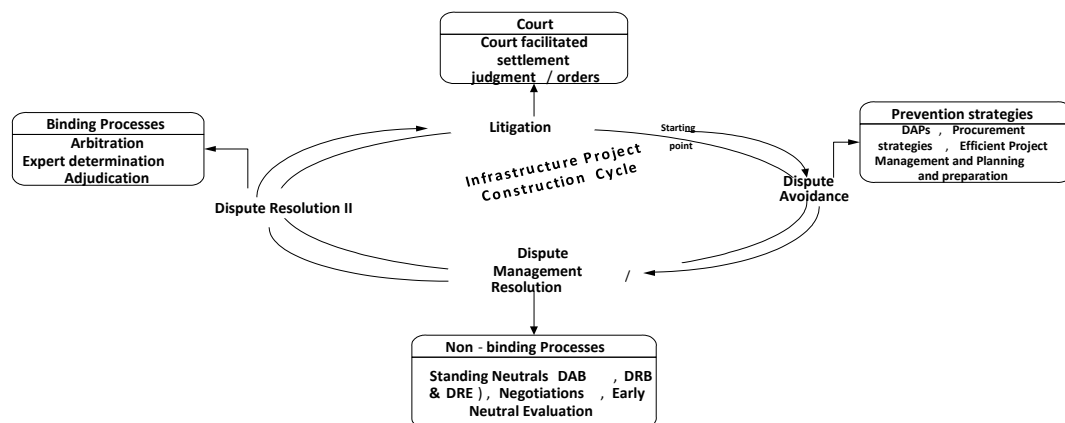 Court
Court facilitated
settlement
judgment / orders
Binding Processes
Arbitration
Expert determination
Adjudication
Litigation
Starting
point
Prevention strategies
DAPs , Procurement
strategies , Efficient Project
Management and Planning
and preparation
Infrastructure Project
Construction Cycle
Dispute
Avoidance
Dispute Resolution II
Dispute
Management
Resolution /
Non - binding Processes
Standing Neutrals DAB , DRB
& DRE ) , Negotiations , Early
Neutral Evaluation